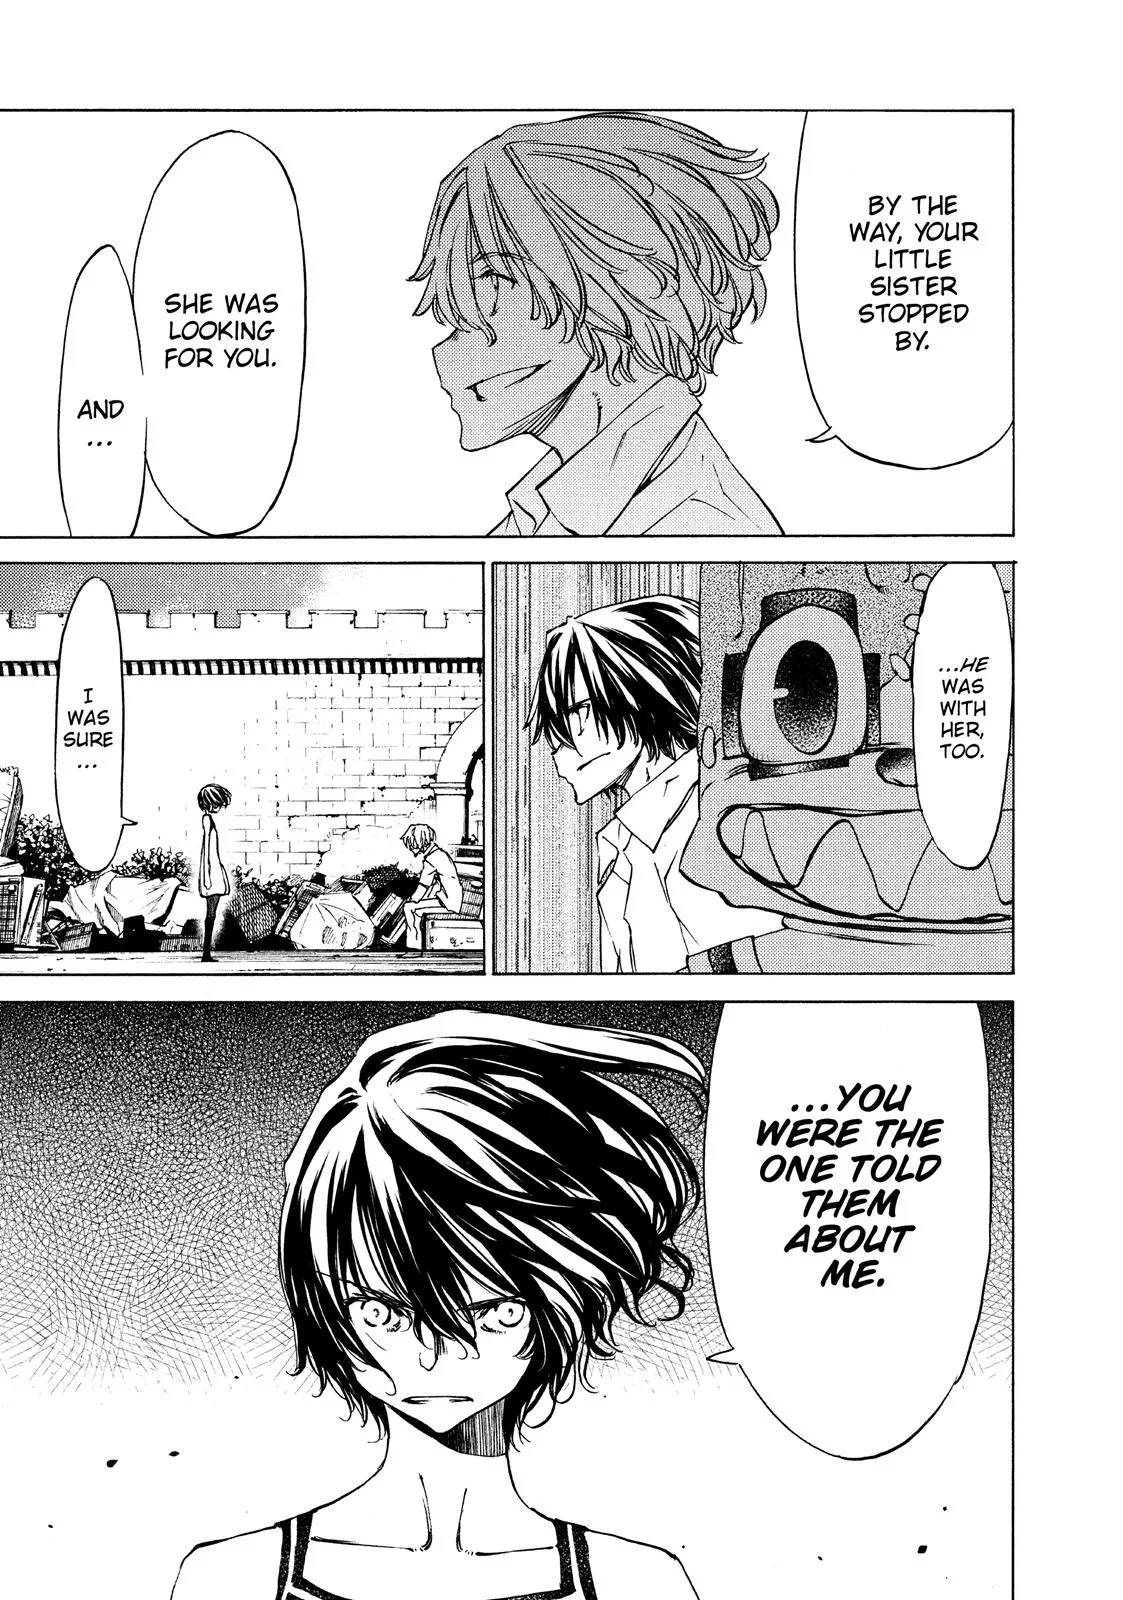 BY THE
WAY, YOUR
LITTLE
SISTER
STOPPED
BY.
SHE WAS
LOOKING
FOR YOU.
AND
...
...HE
WAS
WITH
HER,
TOO.
I
WAS
SURE
...
...YOU
WERE THE
ONE TOLD
THEM
ABOUT
ME.